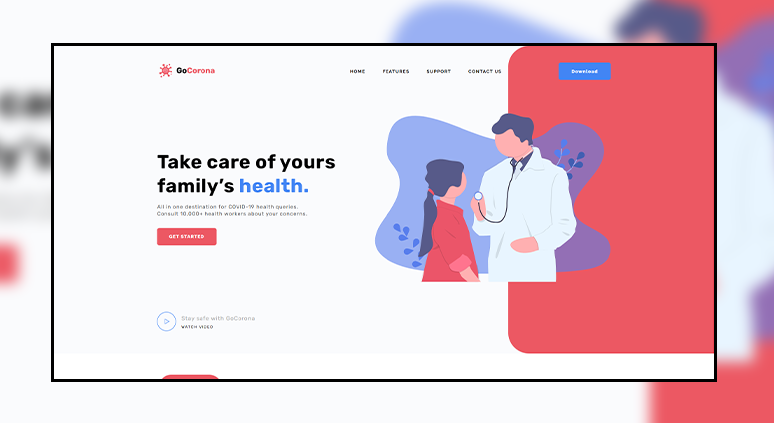 GoCorona
HOME FEATURES SUPPORT CONTACT US Download
Take care of yours
family's health.
All in one destination for COVID-19 health queries.
Consult 10,000+ health workers about your concerns.
GET STARTED
Stay safe with GoCorona
WATCH VIDEO